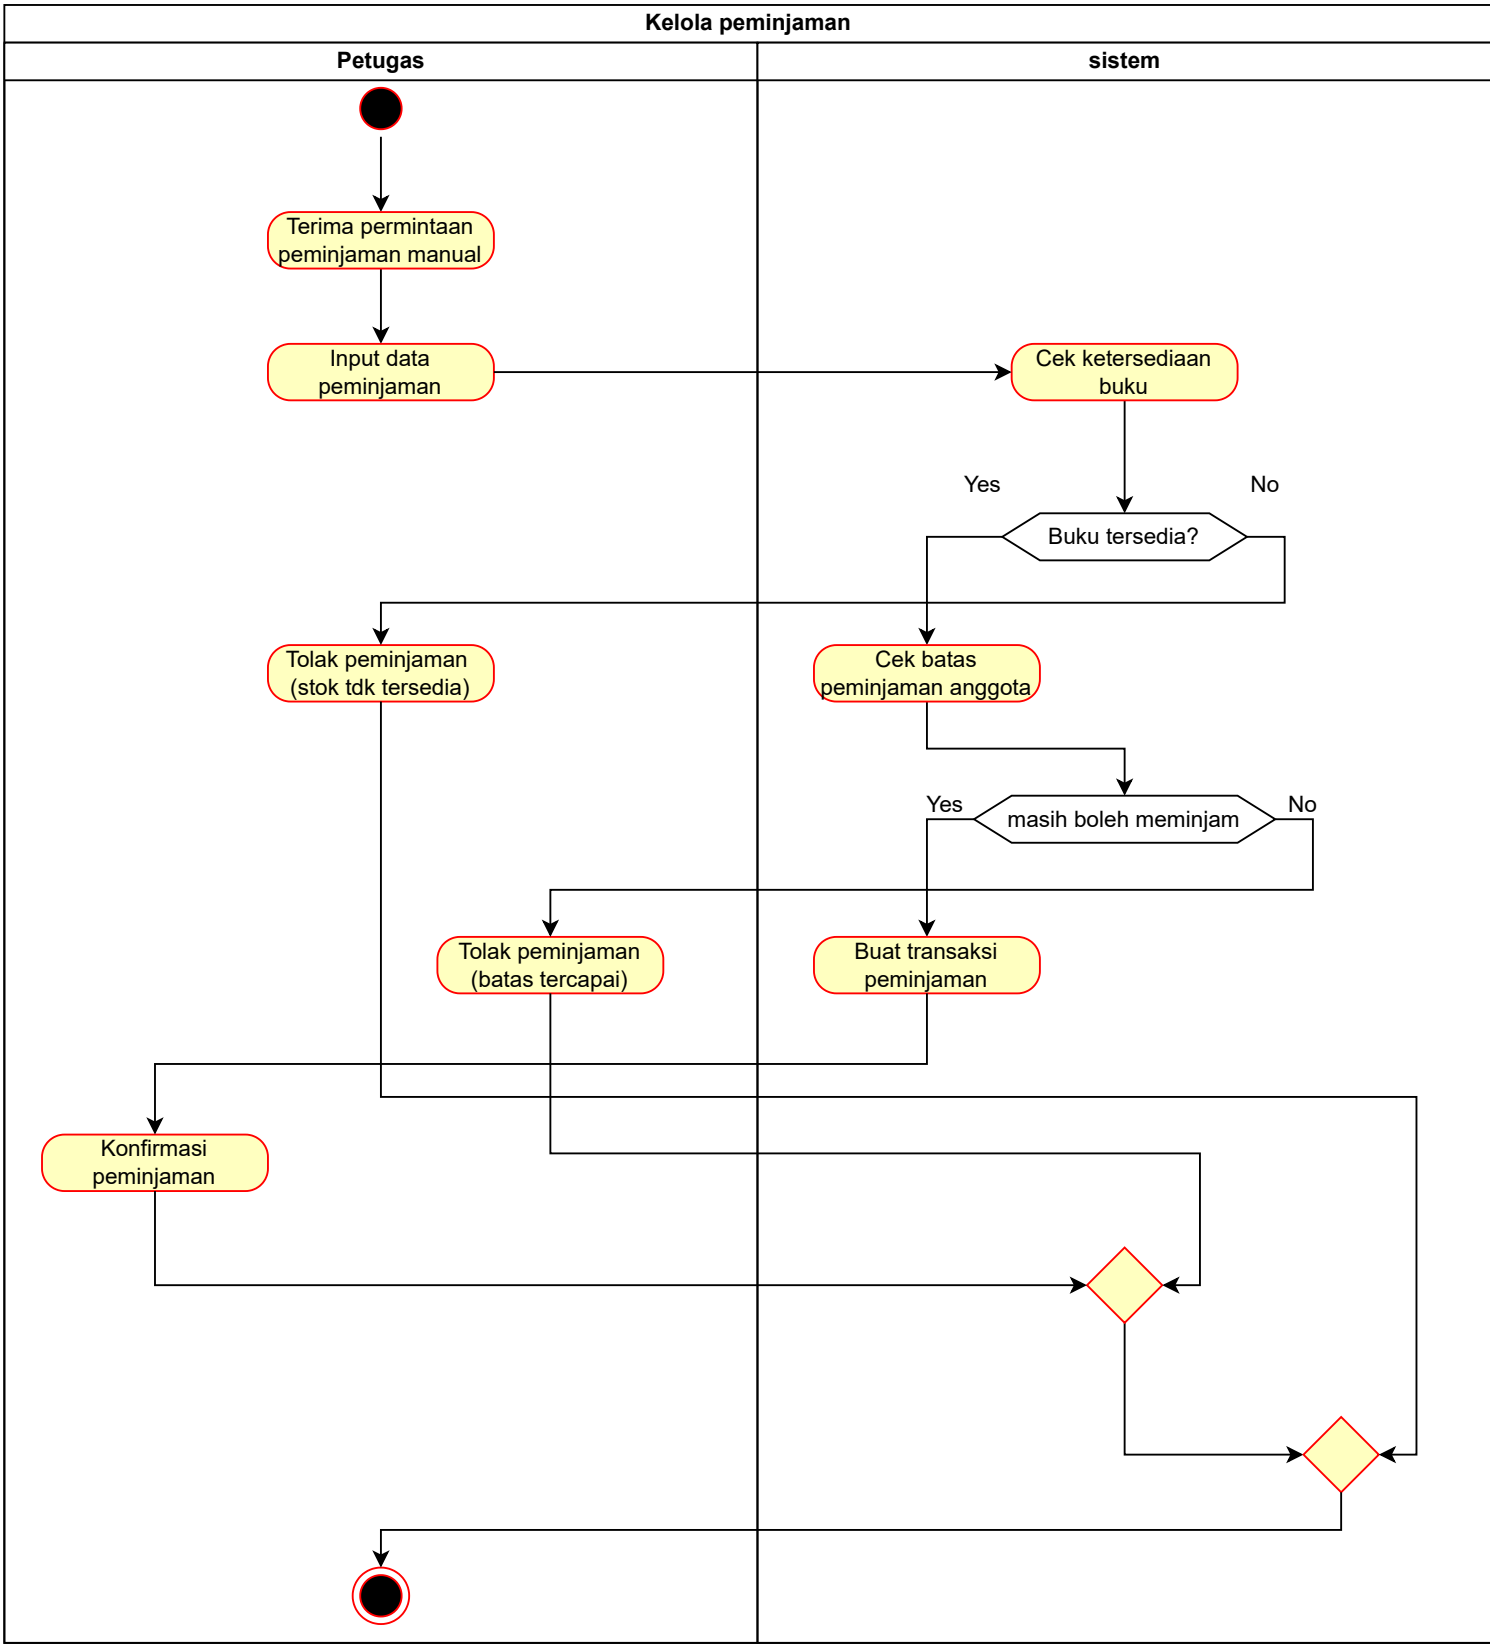 Kelola peminjaman
Petugas
sistem
Terima permintaan
peminjaman manual
Input data
peminjaman
Cek ketersediaan
buku
Yes
No
Buku tersedia?
Tolak peminjaman
(stok tdk tersedia)
Cek batas
peminjaman anggota
Yes
No
masih boleh meminjam
Tolak peminjaman
(batas tercapai)
Buat transaksi
peminjaman
Konfirmasi
peminjaman